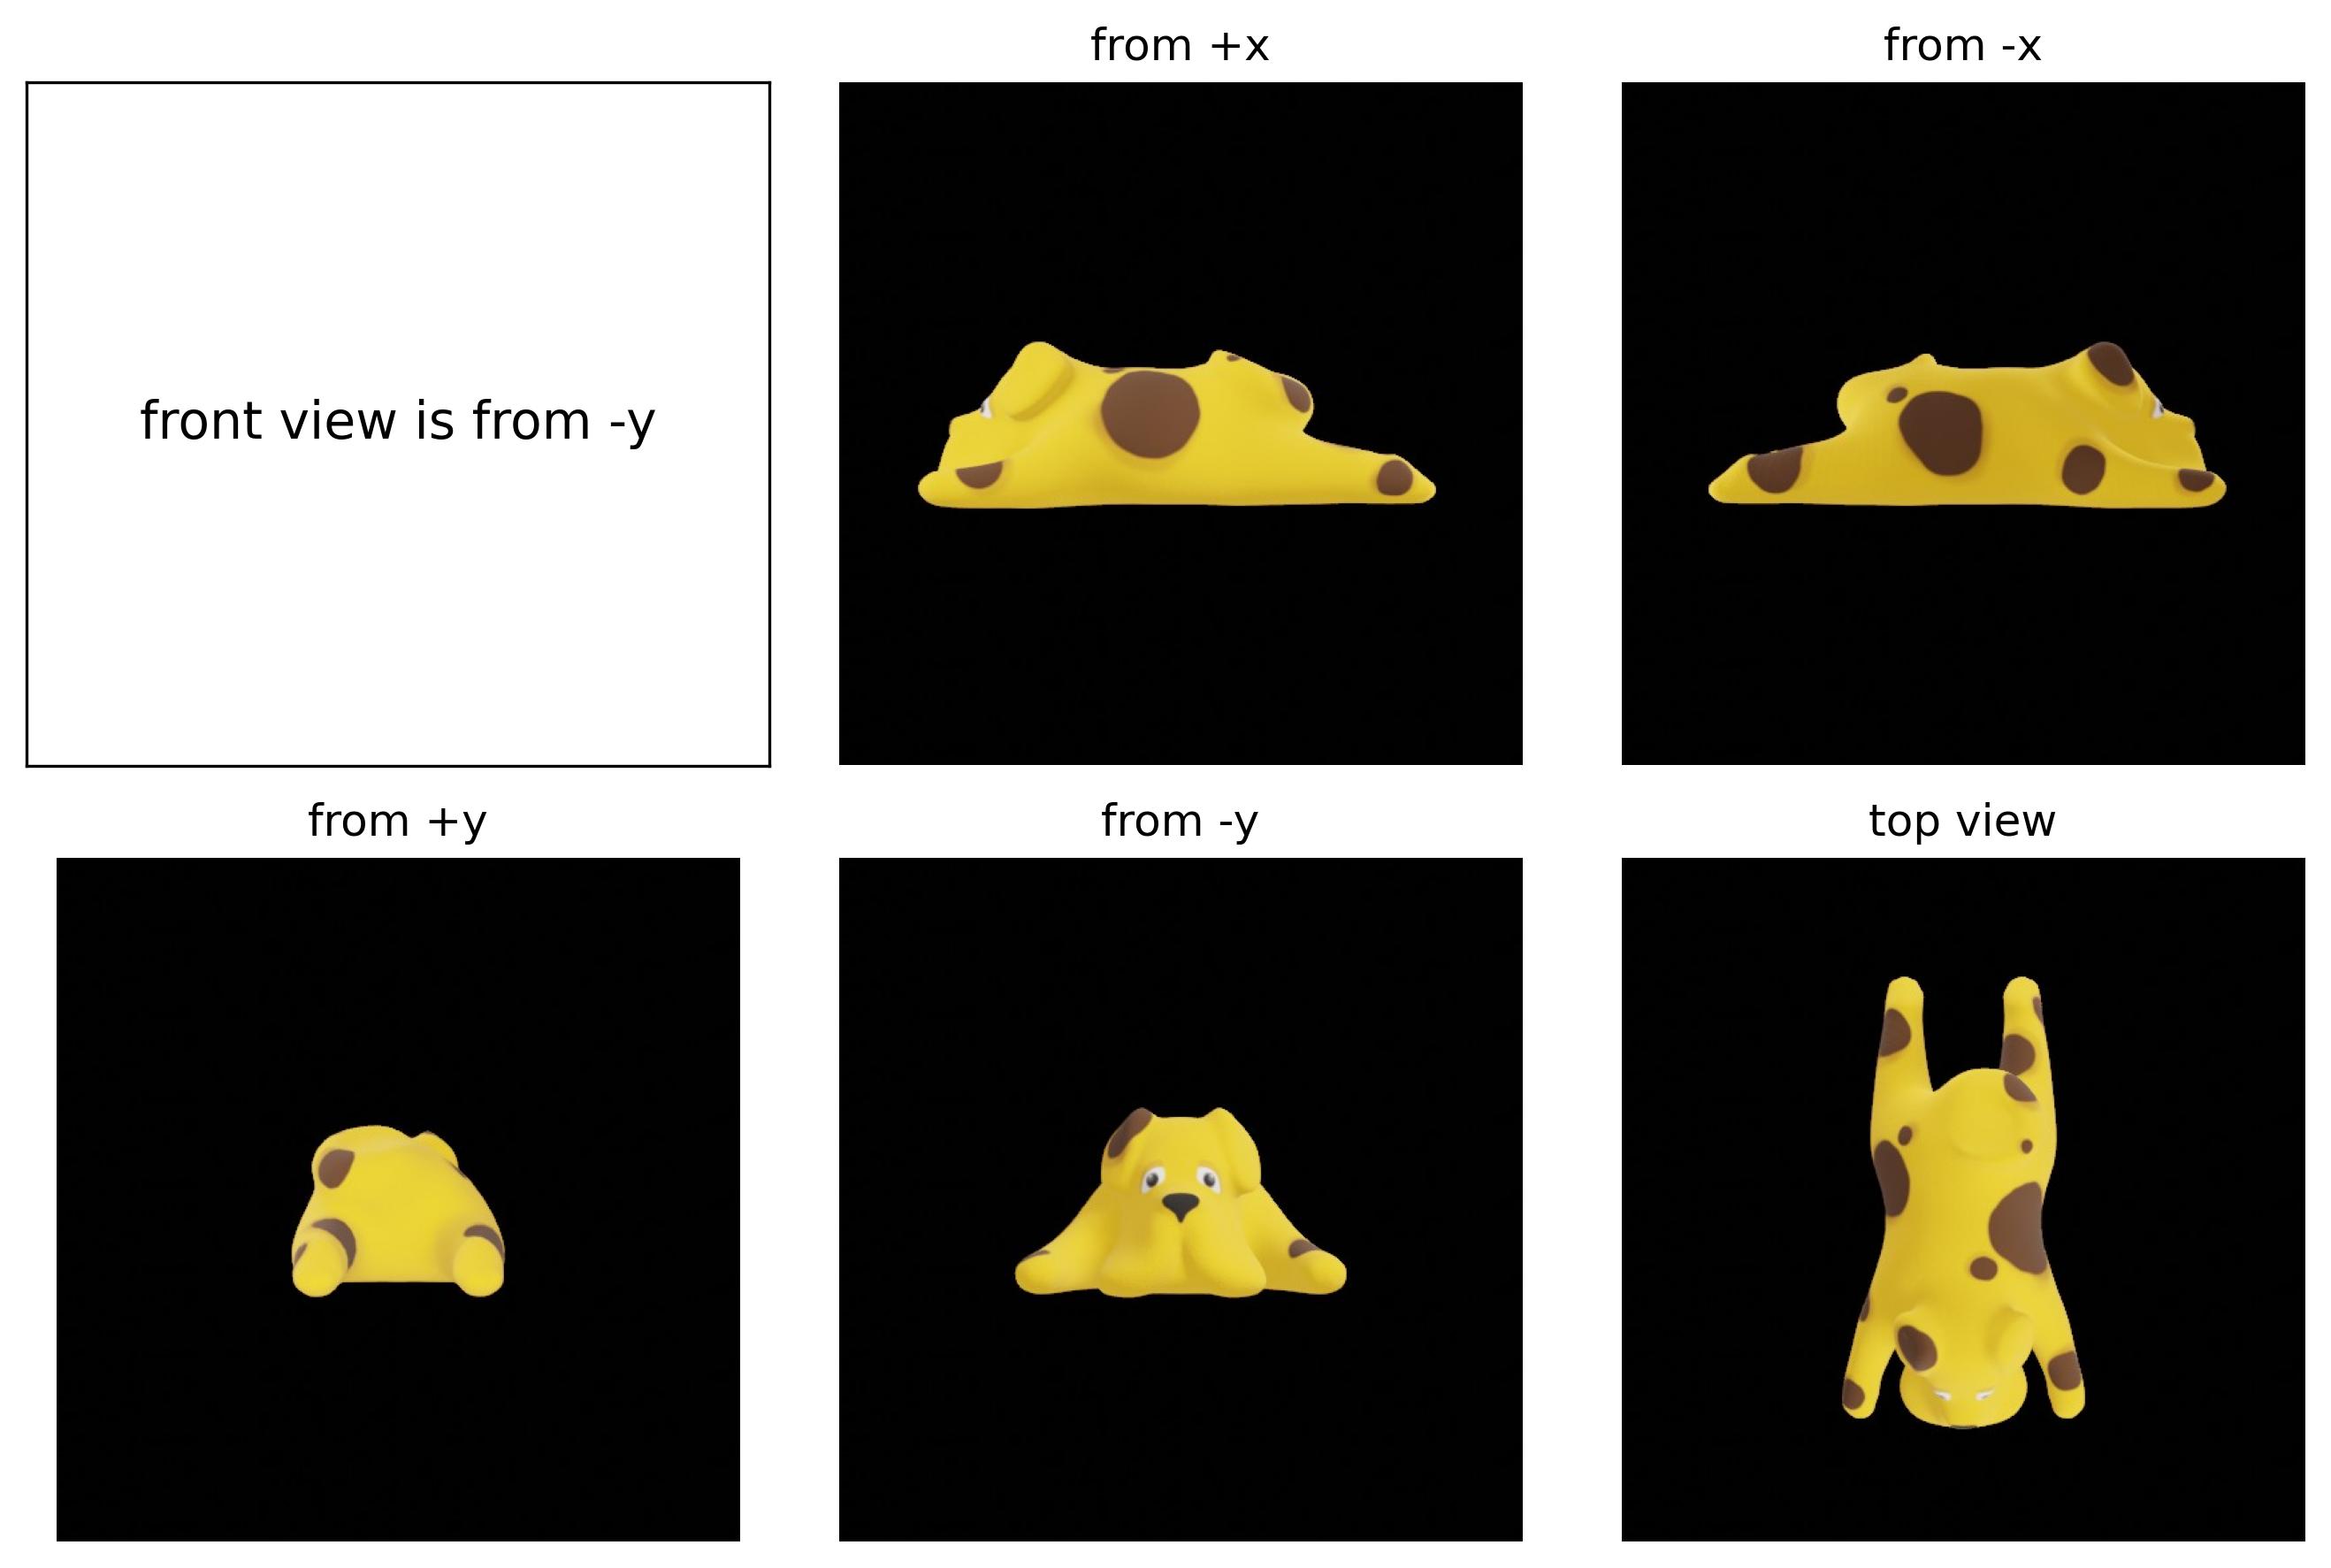 from +x
from -x
front view is from -y
from +y
from -y
top view